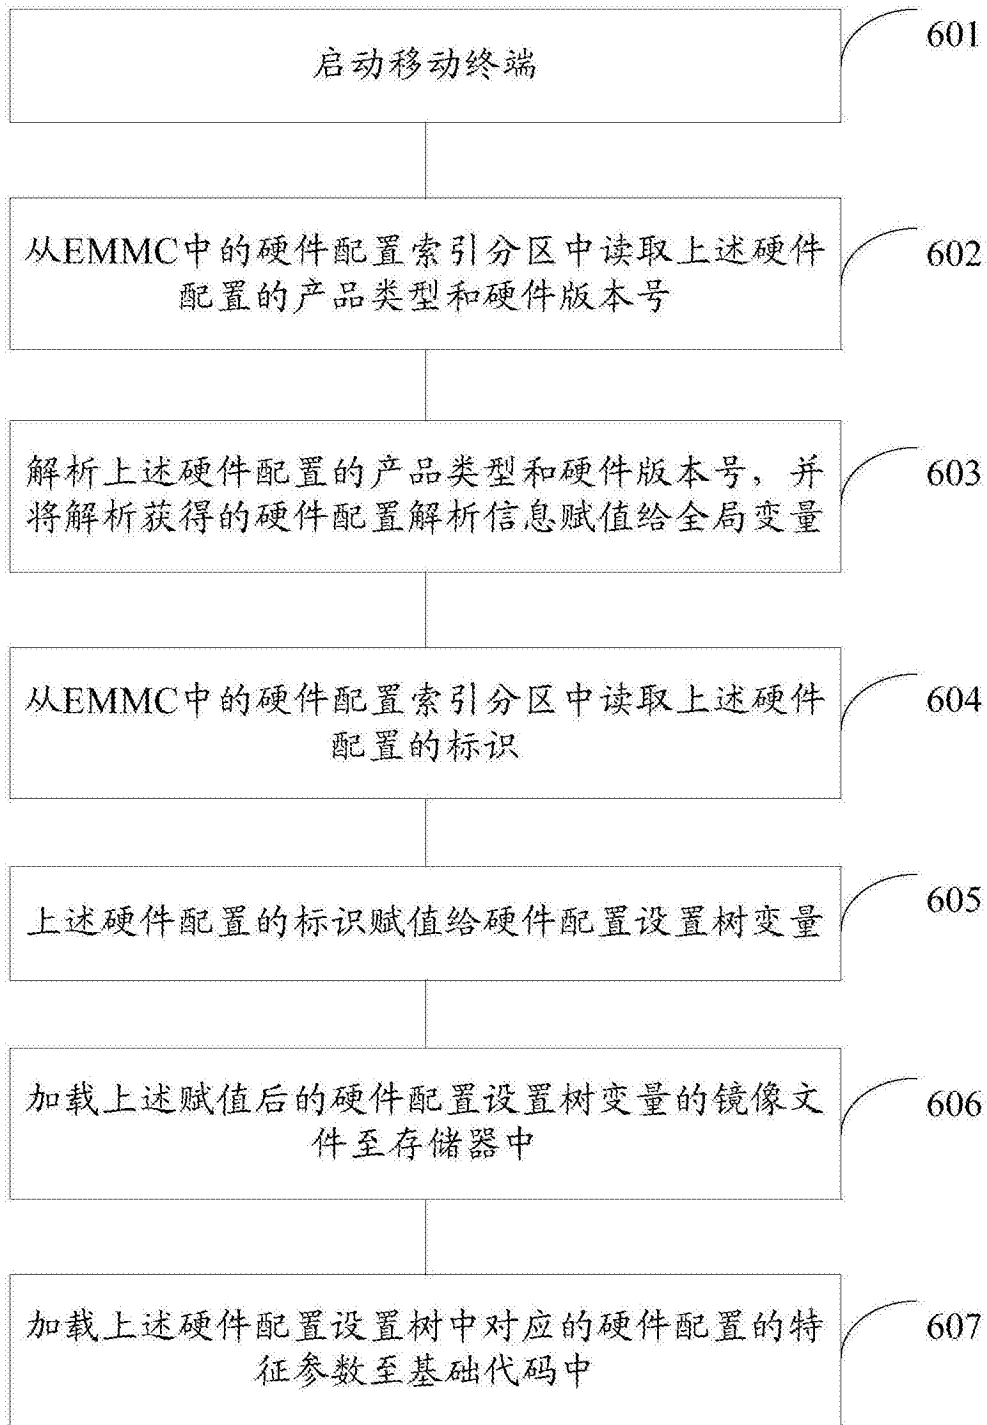 启动移动终端
601
从EMMC中的硬件配置索引分区中读取上述硬件
配置的产品类型和硬件版本号
602
解析上述硬件配置的产品类型和硬件版本号，并
将解析获得的硬件配置解析信息赋值给全局变量
603
从EMMC中的硬件配置索引分区中读取上述硬件
配置的标识
604
上述硬件配置的标识赋值给硬件配置设置树变量
605
加载上述赋值后的硬件配置设置树变量的镜像文
件至存储器中
606
加载上述硬件配置设置树中对应的硬件配置的特
征参数至基础代码中
607